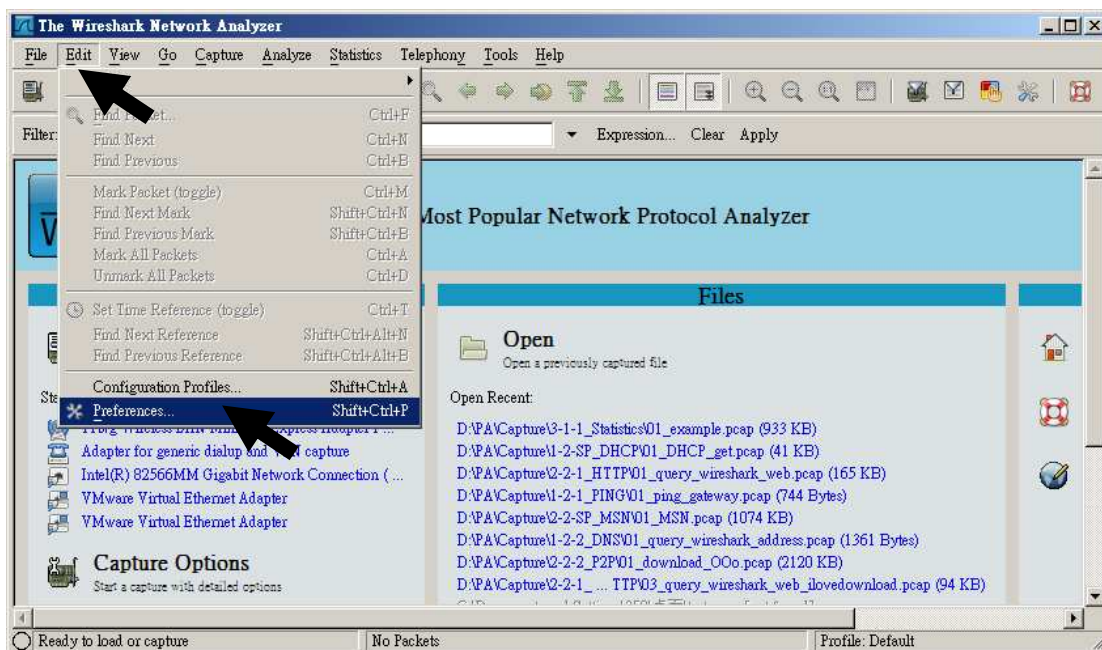 The Wireshark Network Analyzer
File Edit View Go Capture Analyze Statistics Telephony Tools Help
Filter: Expression... Clear Apply
Find Ctrl+F
Find Next Ctrl+N
Find Previous Ctrl+B
Mark Packet (toggle) Ctrl+M
Find Next Mark Shift+Ctrl+N
Find Previous Mark Shift+Ctrl+B
Mark All Packets Ctrl+A
Unmark All Packets Ctrl+D
Set Time Reference (toggle) Ctrl+T
Find Next Reference Shift+Ctrl+Alt+N
Find Previous Reference Shift+Ctrl+Alt+B
Configuration Profiles... Shift+Ctrl+A
Preferences... Shift+Ctrl+P
Most Popular Network Protocol Analyzer
Adapter for generic dialup and capture
Intel(R) 82566MM Gigabit Network Connection (...
VMware Virtual Ethernet Adapter
VMware Virtual Ethernet Adapter
Capture Options
Start a capture with detailed options
Files
Open
Open a previously captured file
Open Recent:
D:\PA\Capture\3-1-1_Statistics\01_example.pcap (933 KB)
D:\PA\Capture\1-2-SP_DHCP\01_DHCP_get.pcap (41 KB)
D:\PA\Capture\2-2-1_HTTP\01_query_wireshark_web.pcap (165 KB)
D:\PA\Capture\1-2-1_PING\01_ping_gateway.pcap (744 Bytes)
D:\PA\Capture\2-2-SP_MSN\01_MSN.pcap (1074 KB)
D:\PA\Capture\1-2-2_DNS\01_query_wireshark_address.pcap (1361 Bytes)
D:\PA\Capture\2-2-2_P2P\01_download_OOo.pcap (2120 KB)
D:\PA\Capture\2-2-1_ ... TTP\03_query_wireshark_web_ilovedownload.pcap (94 KB)
Ready to load or capture No Packets Profile: Default